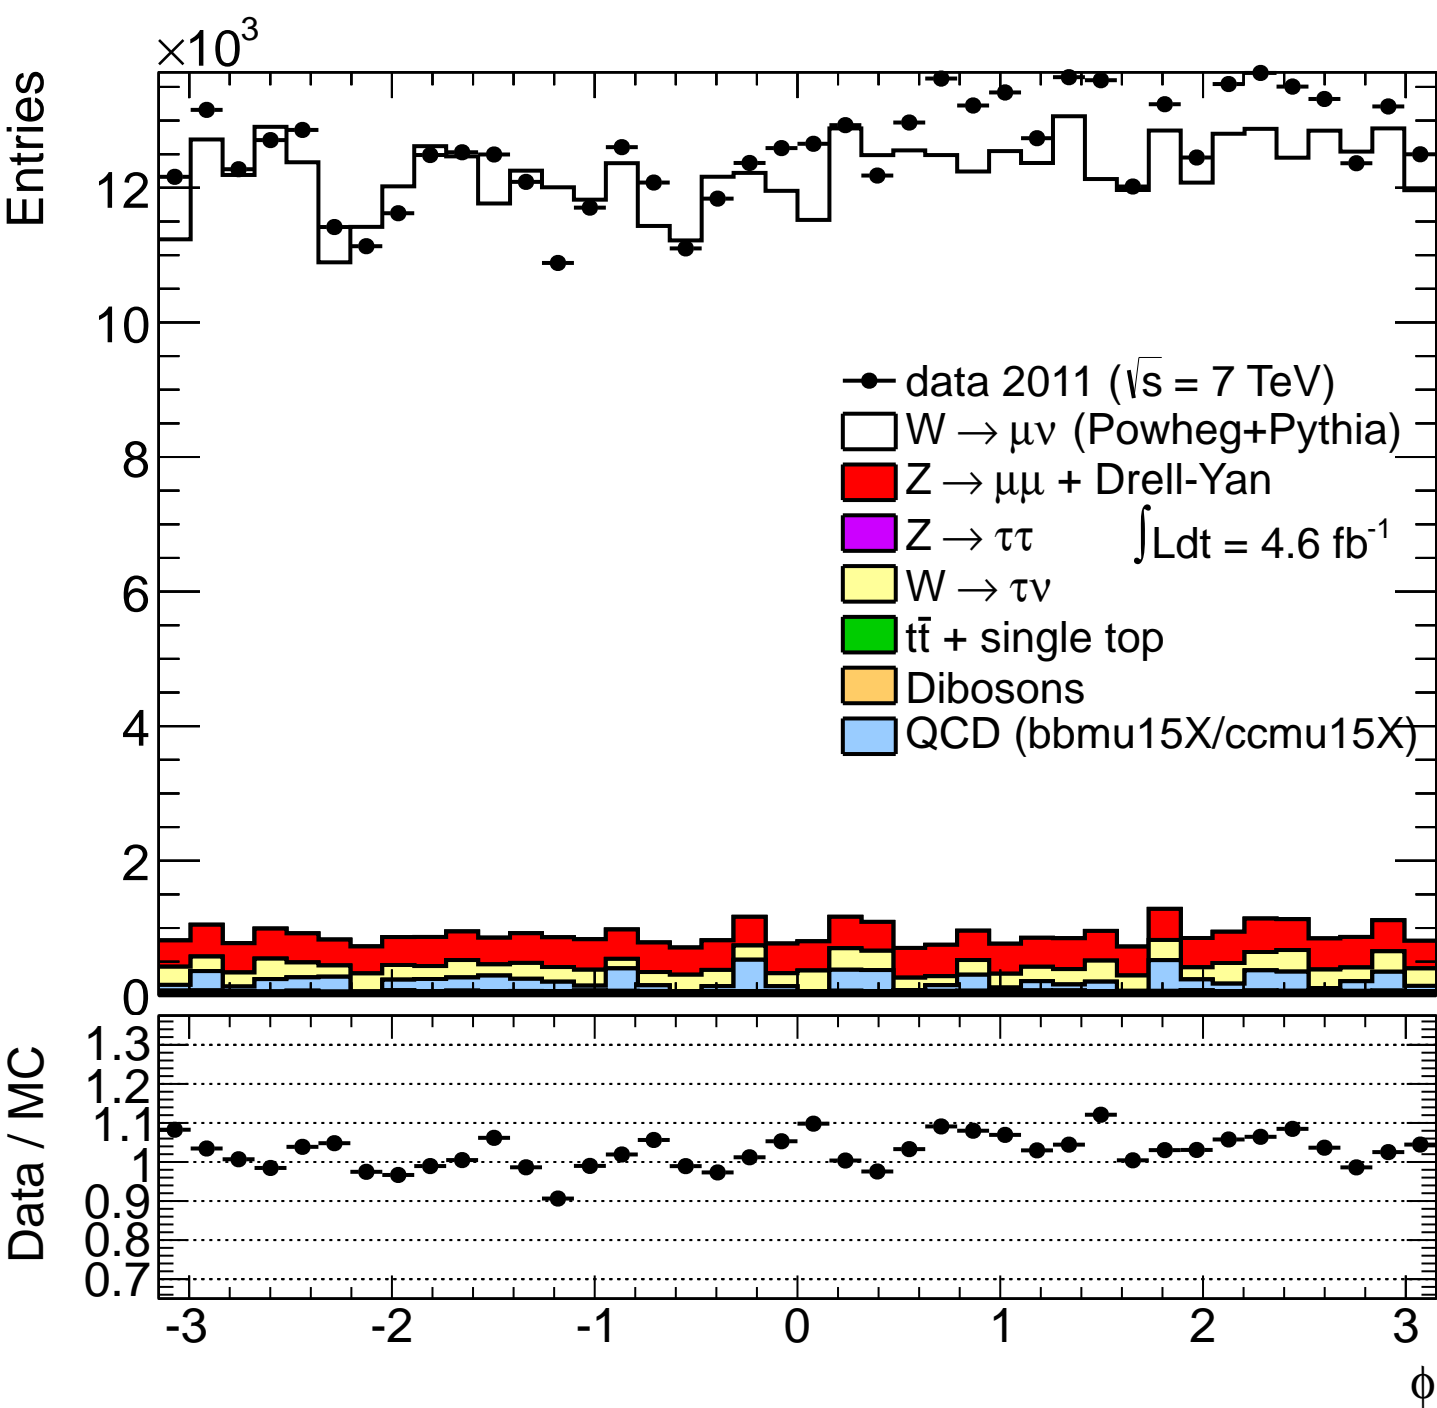 ×10³
Entries
12
10
8
6
4
2
0
data 2011 (√s = 7 TeV)
W → μν (Powheg+Pythia)
Z → μμ + Drell-Yan
Z → ττ
∫Ldt = 4.6 fb⁻¹
W → τν
tt̄ + single top
Dibosons
QCD (bbmu15X/ccmu15X)
Data / MC
1.3
1.2
1.1
1
0.9
0.8
0.7
-3 -2 -1 0 1 2 3
ϕ